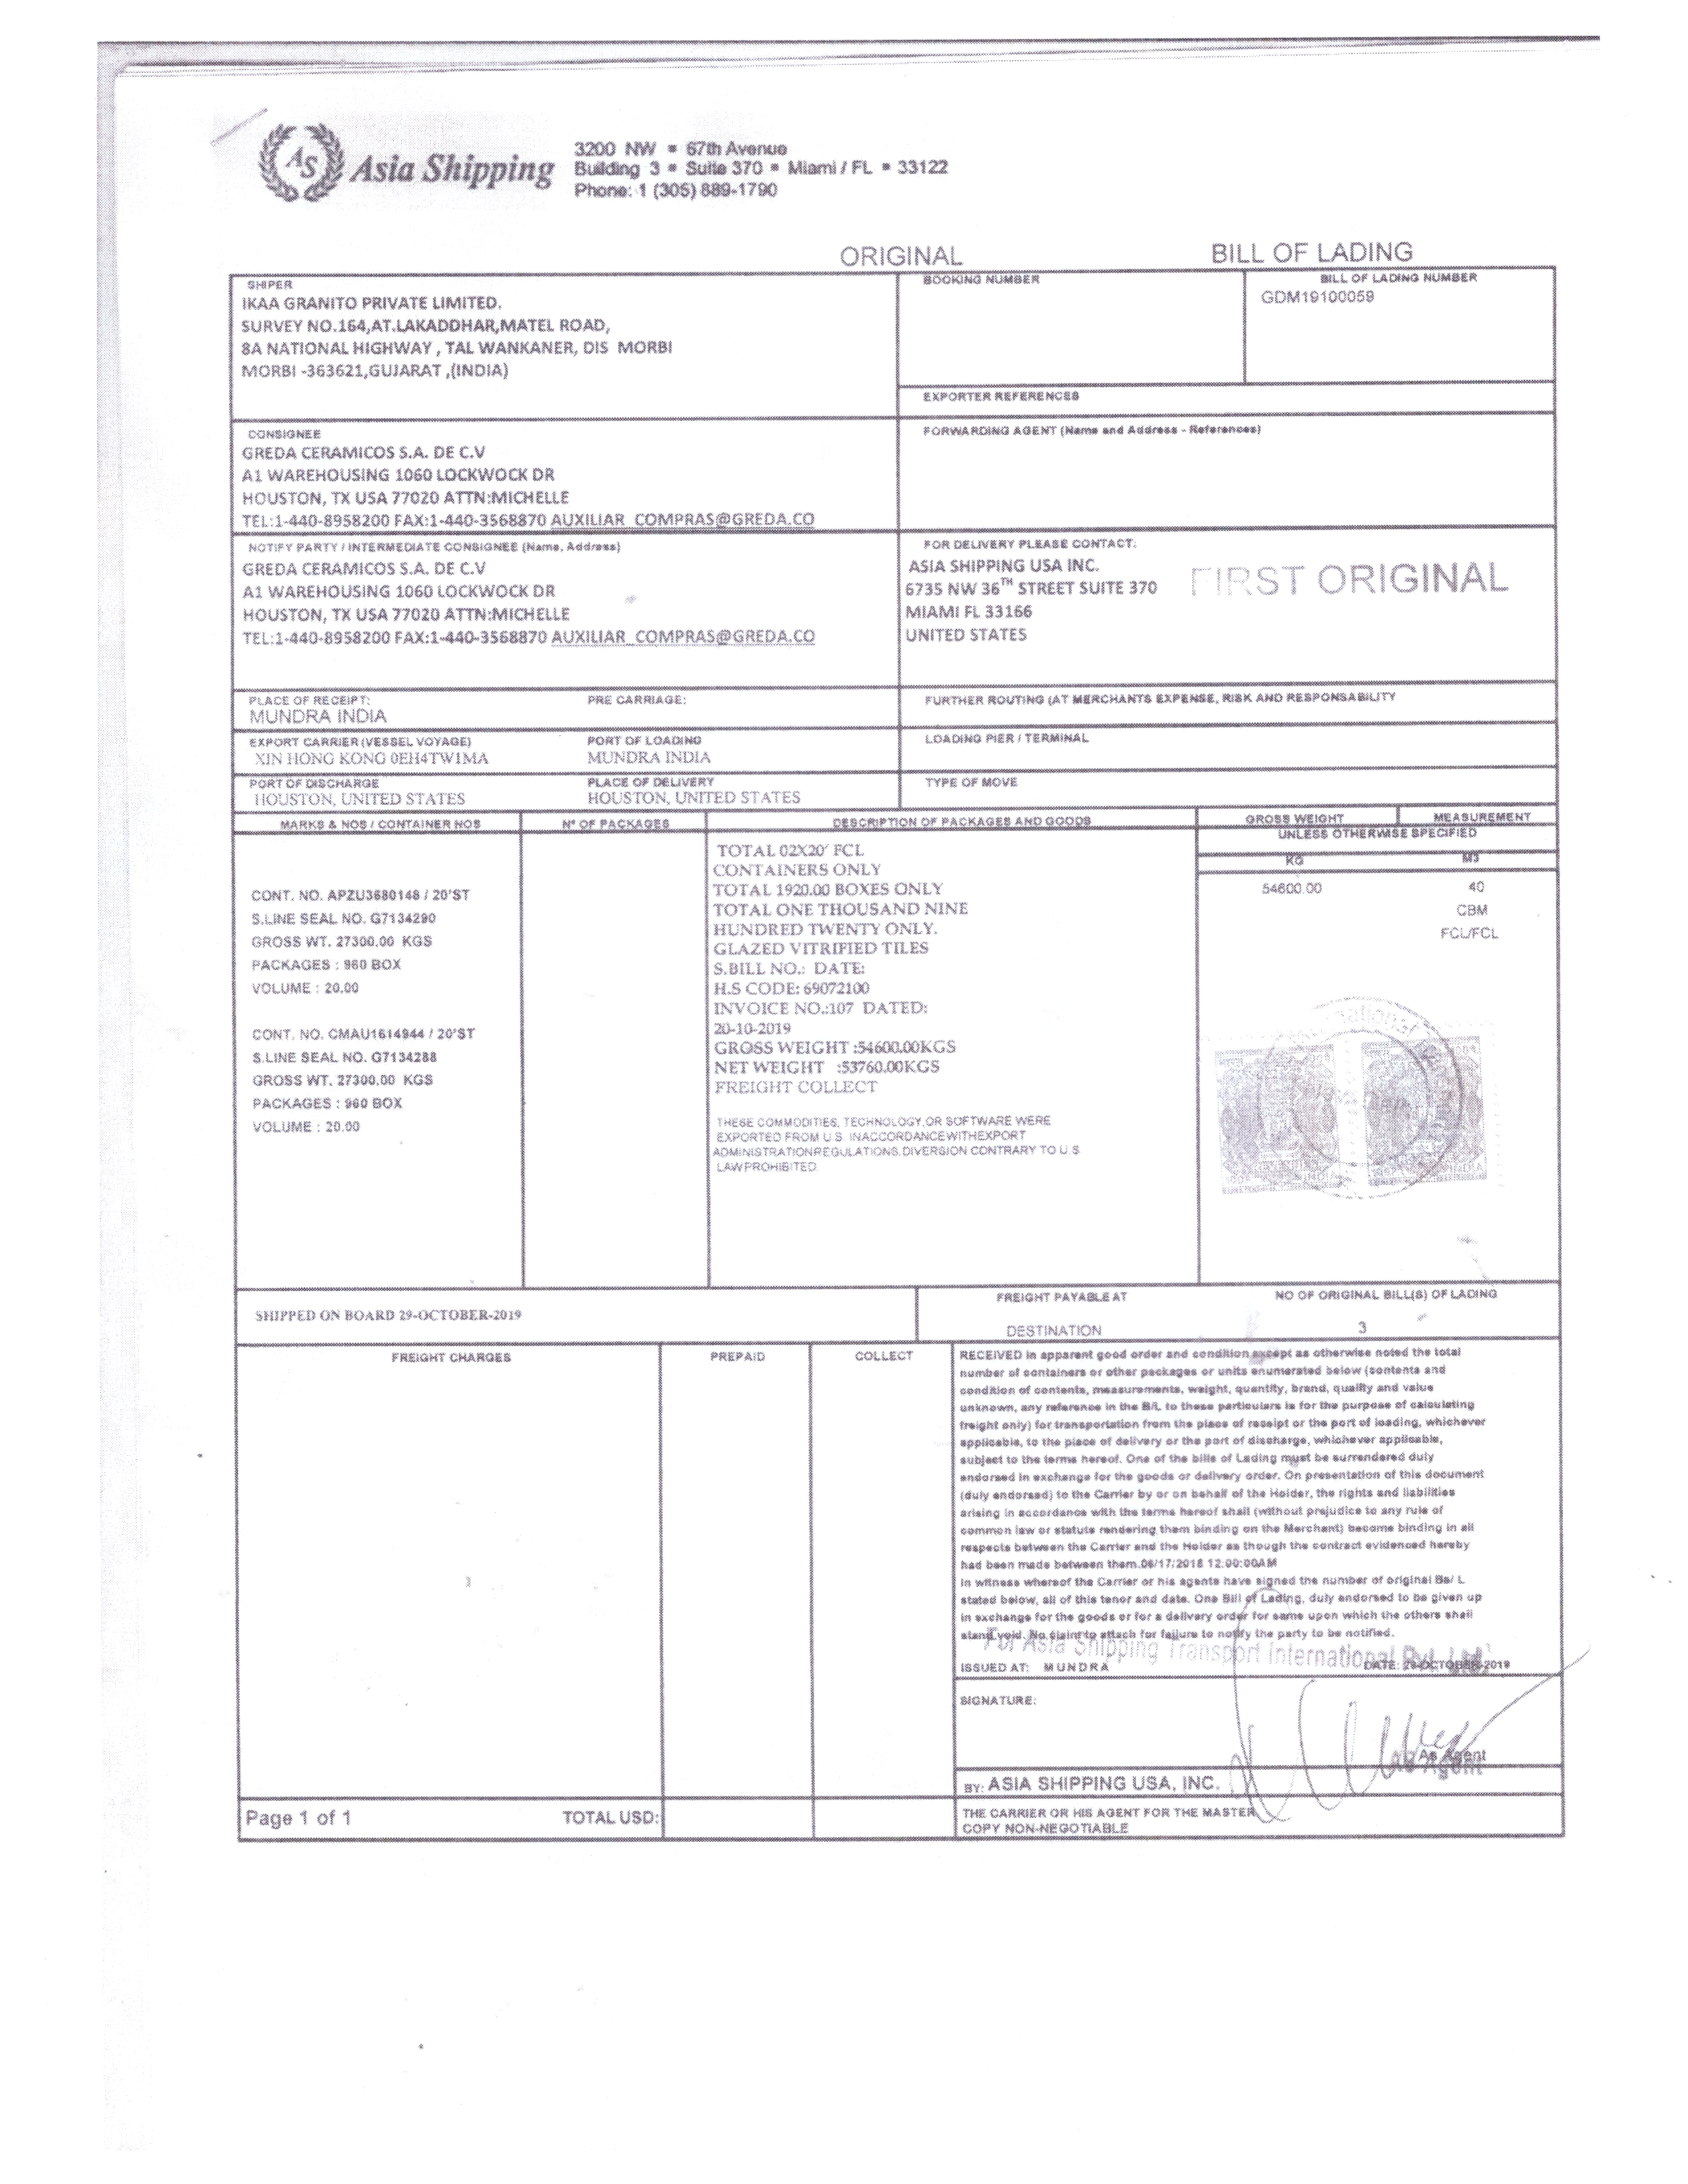 AS Asia Shipping
3200 NW ▪ 67th Avenue
Building 3 ▪ Suite 370 ▪ Miami / FL ▪ 33122
Phone: 1 (305) 889-1790
ORIGINAL BILL OF LADING
SHIPER
IKAA GRANITO PRIVATE LIMITED.
SURVEY NO.164,AT.LAKADDHAR,MATEL ROAD,
8A NATIONAL HIGHWAY , TAL WANKANER, DIS MORBI
MORBI -363621,GUJARAT ,(INDIA)
BOOKING NUMBER
BILL OF LADING NUMBER
GDM19100059
EXPORTER REFERENCES
CONSIGNEE
GREDA CERAMICOS S.A. DE C.V
A1 WAREHOUSING 1060 LOCKWOCK DR
HOUSTON, TX USA 77020 ATTN:MICHELLE
TEL:1-440-8958200 FAX:1-440-3568870 AUXILIAR_COMPRAS@GREDA.CO
FORWARDING AGENT (Name and Address - References)
NOTIFY PARTY / INTERMEDIATE CONSIGNEE (Name, Address)
GREDA CERAMICOS S.A. DE C.V
A1 WAREHOUSING 1060 LOCKWOCK DR
HOUSTON, TX USA 77020 ATTN:MICHELLE
TEL:1-440-8958200 FAX:1-440-3568870 AUXILIAR_COMPRAS@GREDA.CO
FOR DELIVERY PLEASE CONTACT:
ASIA SHIPPING USA INC.
6735 NW 36TH STREET SUITE 370
MIAMI FL 33166
UNITED STATES
FIRST ORIGINAL
PLACE OF RECEIPT: PRE CARRIAGE:
MUNDRA INDIA
FURTHER ROUTING (AT MERCHANTS EXPENSE, RISK AND RESPONSABILITY
EXPORT CARRIER (VESSEL VOYAGE) PORT OF LOADING
XIN HONG KONG 0EH4TW1MA MUNDRA INDIA
LOADING PIER / TERMINAL
PORT OF DISCHARGE PLACE OF DELIVERY
HOUSTON, UNITED STATES HOUSTON, UNITED STATES
TYPE OF MOVE
MARKS & NOS / CONTAINER NOS N° OF PACKAGES DESCRIPTION OF PACKAGES AND GOODS GROSS WEIGHT MEASUREMENT
UNLESS OTHERWISE SPECIFIED
KG M3
CONT. NO. APZU3680148 / 20'ST
S.LINE SEAL NO. G7134290
GROSS WT. 27300.00 KGS
PACKAGES : 960 BOX
VOLUME : 20.00
CONT. NO. CMAU1614944 / 20'ST
S.LINE SEAL NO. G7134288
GROSS WT. 27300.00 KGS
PACKAGES : 960 BOX
VOLUME : 20.00
TOTAL 02X20' FCL
CONTAINERS ONLY
TOTAL 1920.00 BOXES ONLY
TOTAL ONE THOUSAND NINE
HUNDRED TWENTY ONLY.
GLAZED VITRIFIED TILES
S.BILL NO.: DATE:
H.S CODE: 69072100
INVOICE NO.:107 DATED:
20-10-2019
GROSS WEIGHT :54600.00KGS
NET WEIGHT :53760.00KGS
FREIGHT COLLECT
THESE COMMODITIES, TECHNOLOGY,OR SOFTWARE WERE
EXPORTED FROM U.S INACCORDANCEWITHEXPORT
ADMINISTRATIONREGULATIONS.DIVERSION CONTRARY TO U.S
LAWPROHIBITED
54600.00 40
CBM
FCL/FCL
INDIA
SHIPPED ON BOARD 29-OCTOBER-2019
FREIGHT PAYABLE AT NO OF ORIGINAL BILL(S) OF LADING
DESTINATION 3
FREIGHT CHARGES PREPAID COLLECT
RECEIVED in apparent good order and condition except as otherwise noted the total
number of containers or other packages or units enumerated below (contents and
condition of contents, measurements, weight, quantity, brand, quality and value
unknown, any reference in the B/L to these particulars is for the purpose of calculating
freight only) for transportation from the place of receipt or the port of loading, whichever
applicable, to the place of delivery or the port of discharge, whichever applicable,
subject to the terms hereof. One of the bills of Lading must be surrendered duly
endorsed in exchange for the goods or delivery order. On presentation of this document
(duly endorsed) to the Carrier by or on behalf of the Holder, the rights and liabilities
arising in accordance with the terms hereof shall (without prejudice to any rule of
common law or statute rendering them binding on the Merchant) become binding in all
respects between the Carrier and the Holder as though the contract evidenced hereby
had been made between them.08/17/2018 12:00:00AM
In witness whereof the Carrier or his agents have signed the number of original Bs/ L
stated below, all of this tenor and date. One Bill of Lading, duly endorsed to be given up
in exchange for the goods or for a delivery order for same upon which the others shall
stand void. No claim to attach for failure to notify the party to be notified.
For Asia Shipping Transport International Pvt. Ltd.
ISSUED AT: MUNDRA DATE: 29-OCTOBER-2019
SIGNATURE:
As Agent
As Agent
BY: ASIA SHIPPING USA, INC.
Page 1 of 1 TOTAL USD:
THE CARRIER OR HIS AGENT FOR THE MASTER
COPY NON-NEGOTIABLE